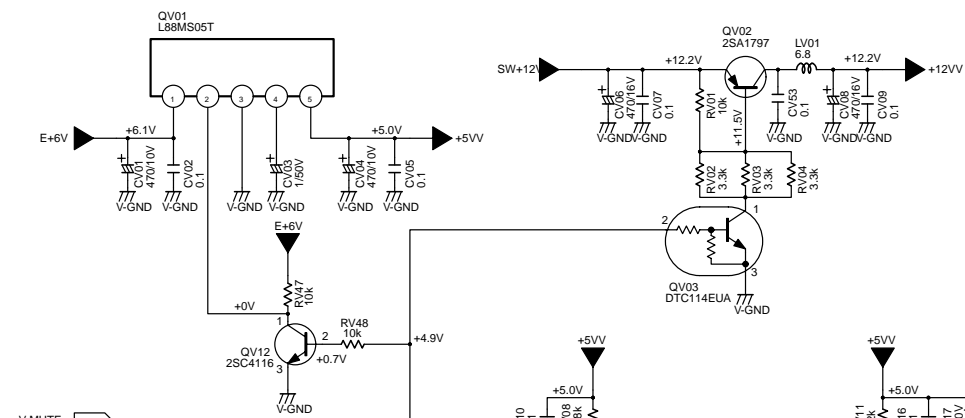 QV01
L88MS05T
1
2
3
4
5
E+6V
+6.1V
+5.0V
+5VV
CV01
470/10V
CV02
0.1
CV03
1/50V
CV04
470/10V
CV05
0.1
V-GND
V-GND
V-GND
V-GND
V-GND
V-GND
E+6V
RV47
10k
+0V
1
2
3
QV12
2SC4116
+0.7V
RV48
10k
+4.9V
V-GND
QV02
2SA1797
LV01
6.8
SW+12V
+12.2V
+12.2V
+12VV
CV06
470/16V
CV07
0.1
RV01
10k
+11.5V
CV53
0.1
CV08
470/16V
CV09
0.1
V-GND
V-GND
V-GND
V-GND
V-GND
RV02
3.3k
RV03
3.3k
RV04
3.3k
2
1
3
QV03
DTC114EUA
V-GND
+5VV
+5.0V
+5VV
+5.0V
V-MUTE